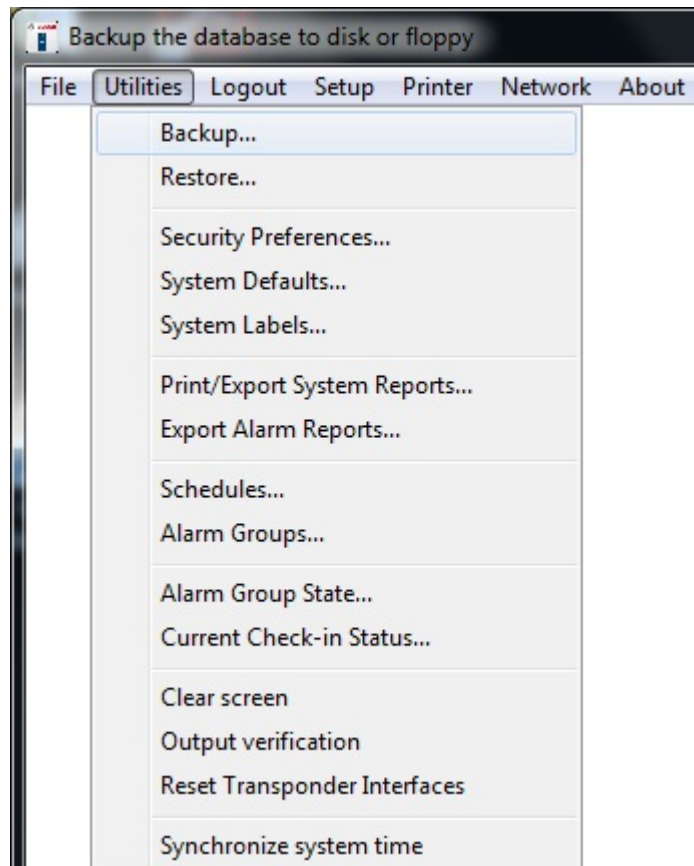 Backup the database to disk or floppy
File Utilities Logout Setup Printer Network About
Backup...
Restore...
Security Preferences...
System Defaults...
System Labels...
Print/Export System Reports...
Export Alarm Reports...
Schedules...
Alarm Groups...
Alarm Group State...
Current Check-in Status...
Clear screen
Output verification
Reset Transponder Interfaces
Synchronize system time